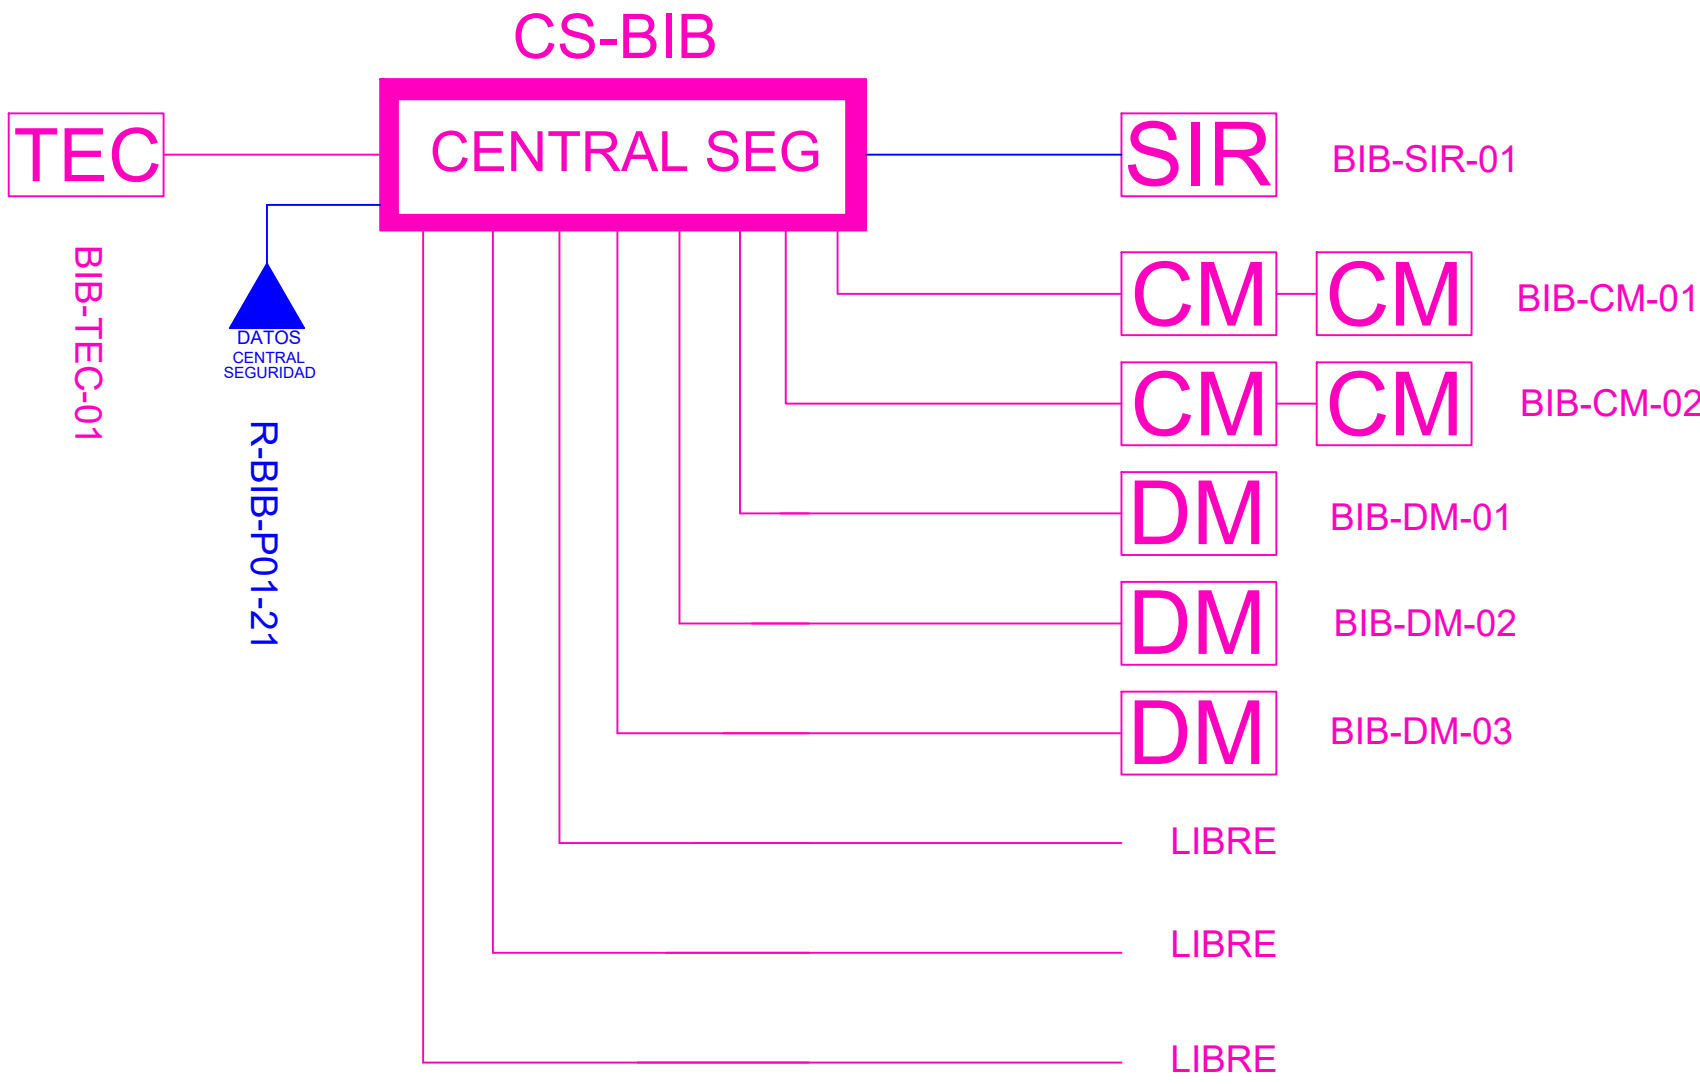 CS-BIB
TEC
CENTRAL SEG
SIR
BIB-SIR-01
BIB-TEC-01
DATOS
CENTRAL
SEGURIDAD
R-BIB-P01-21
CM
CM
BIB-CM-01
CM
CM
BIB-CM-02
DM
BIB-DM-01
DM
BIB-DM-02
DM
BIB-DM-03
LIBRE
LIBRE
LIBRE